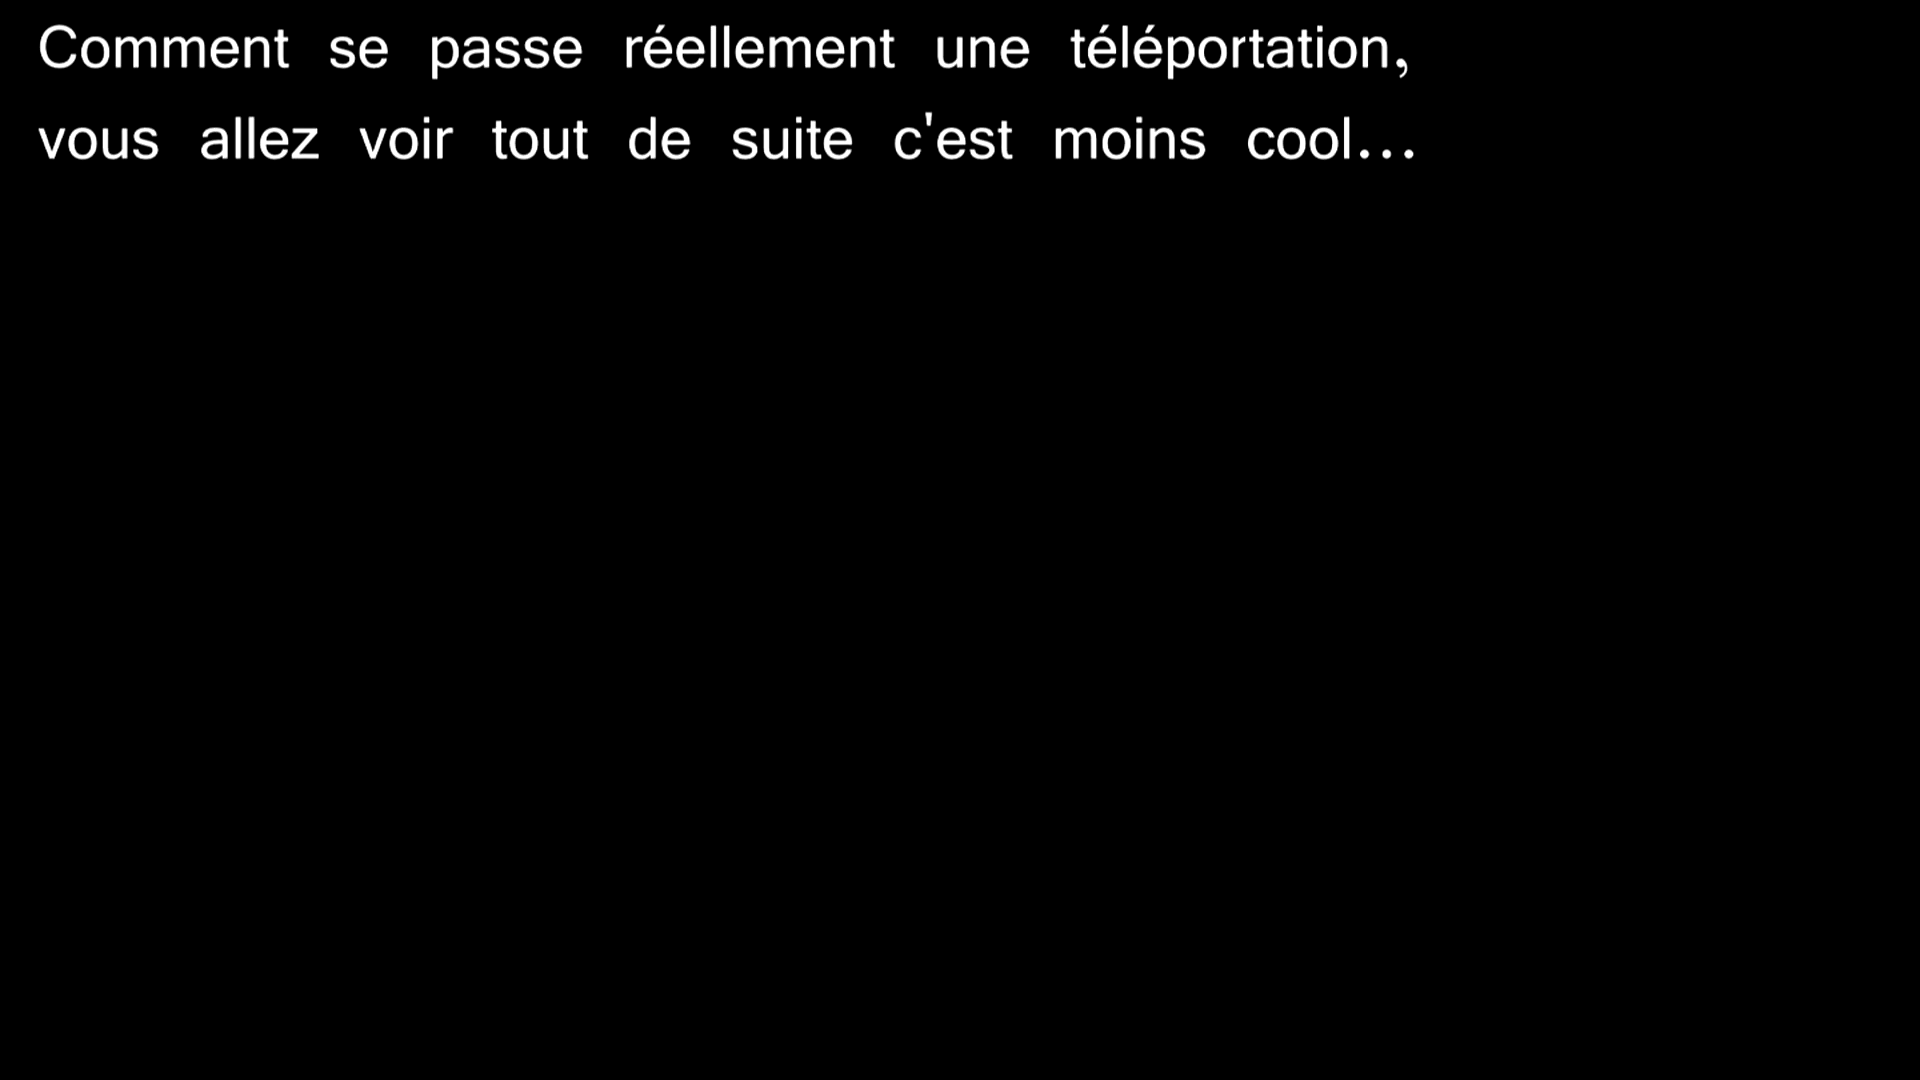 Comment se passe réellement une téléportation,
vous allez voir tout de suite c'est moins cool...